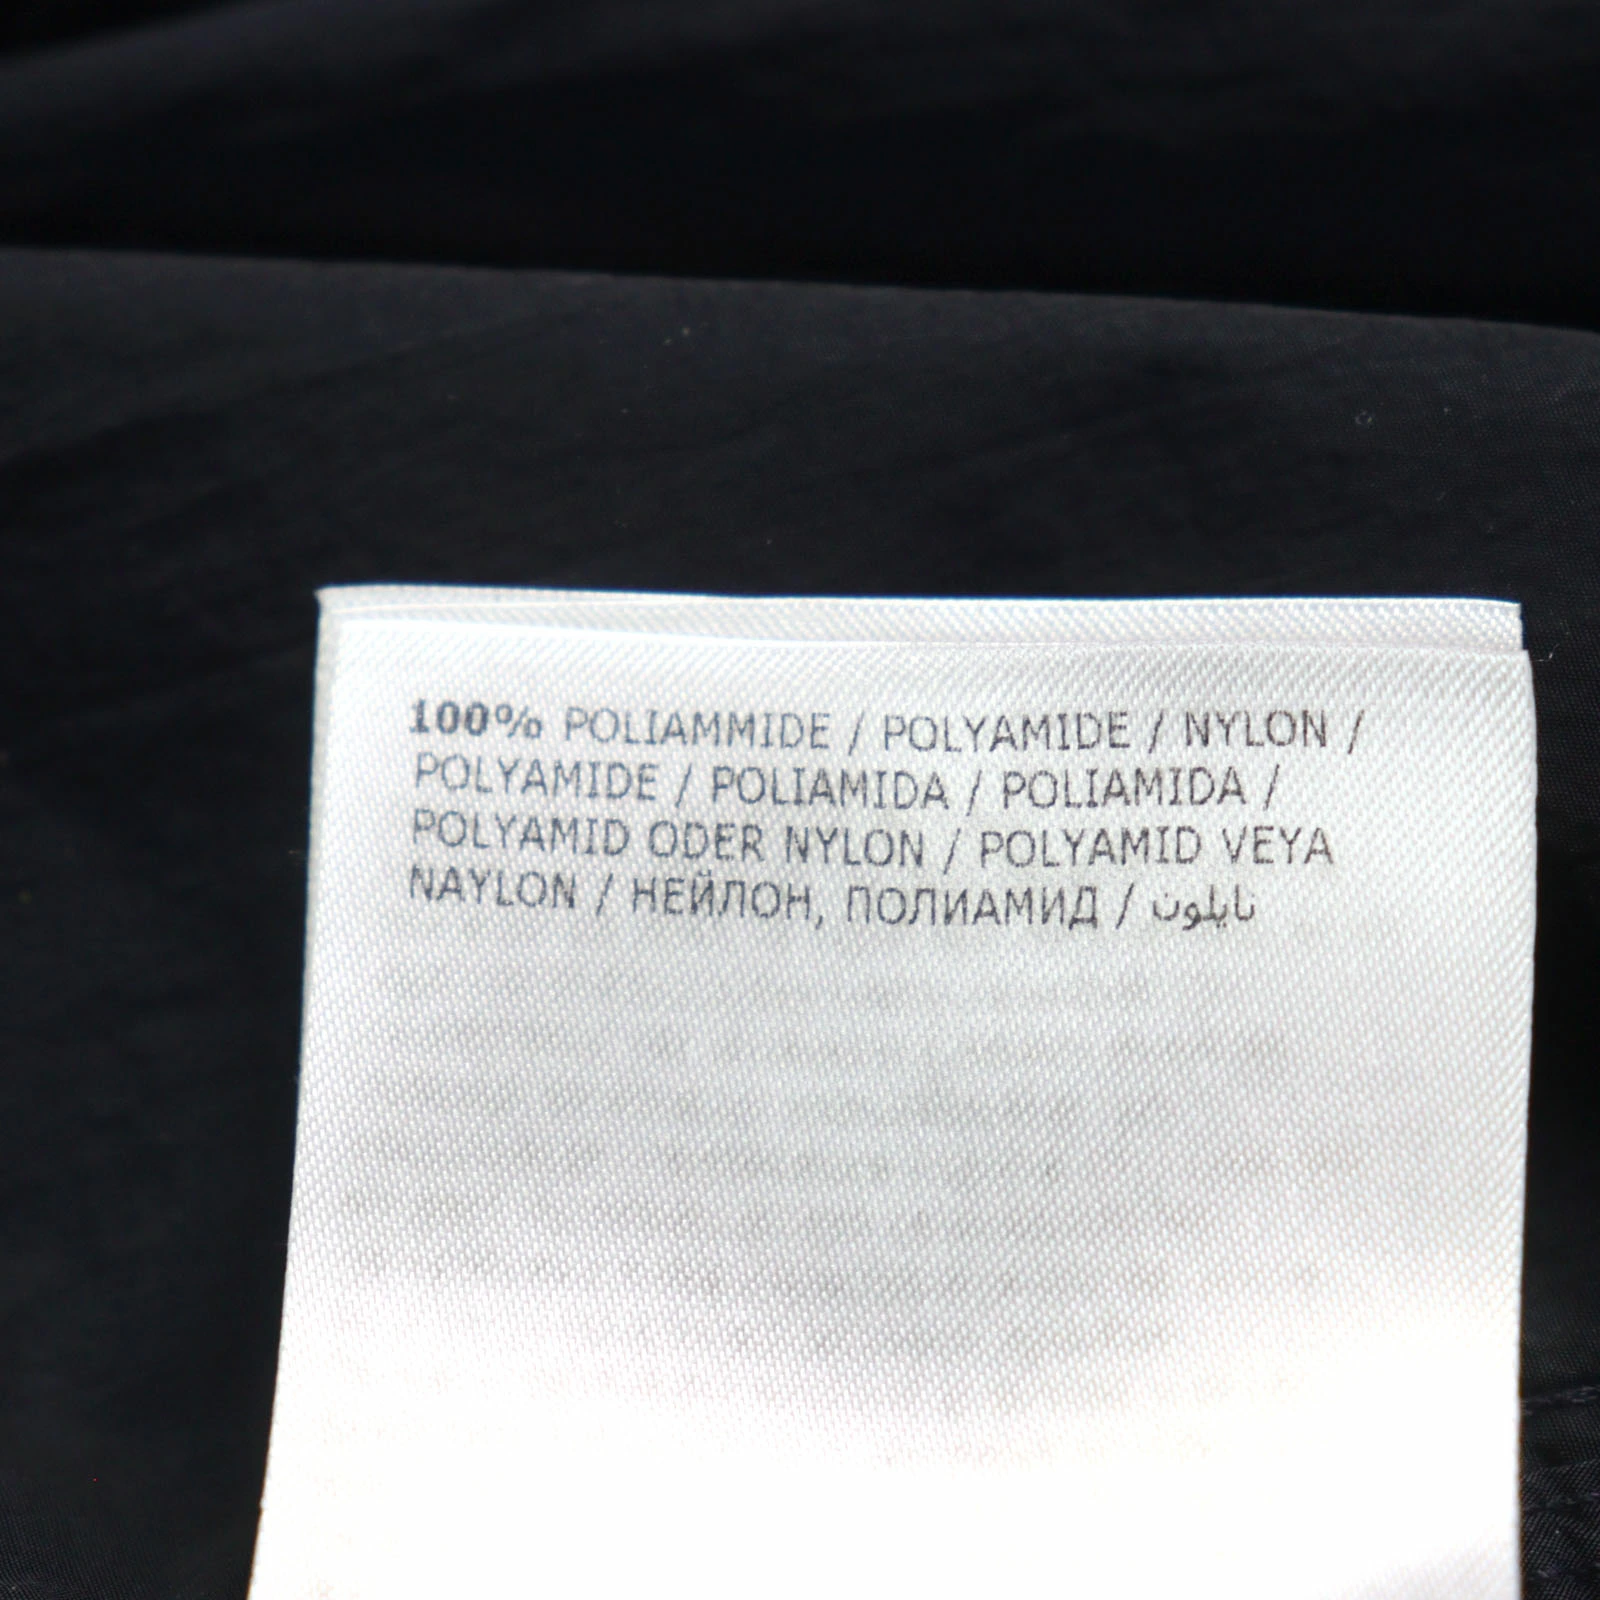 100% POLIAMMIDE / POLYAMIDE / NYLON /
POLYAMIDE / POLIAMIDA / POLIAMIDA /
POLYAMID ODER NYLON / POLYAMID VEYA
NAYLON / НЕЙЛОН, ПОЛИАМИД / نايلون